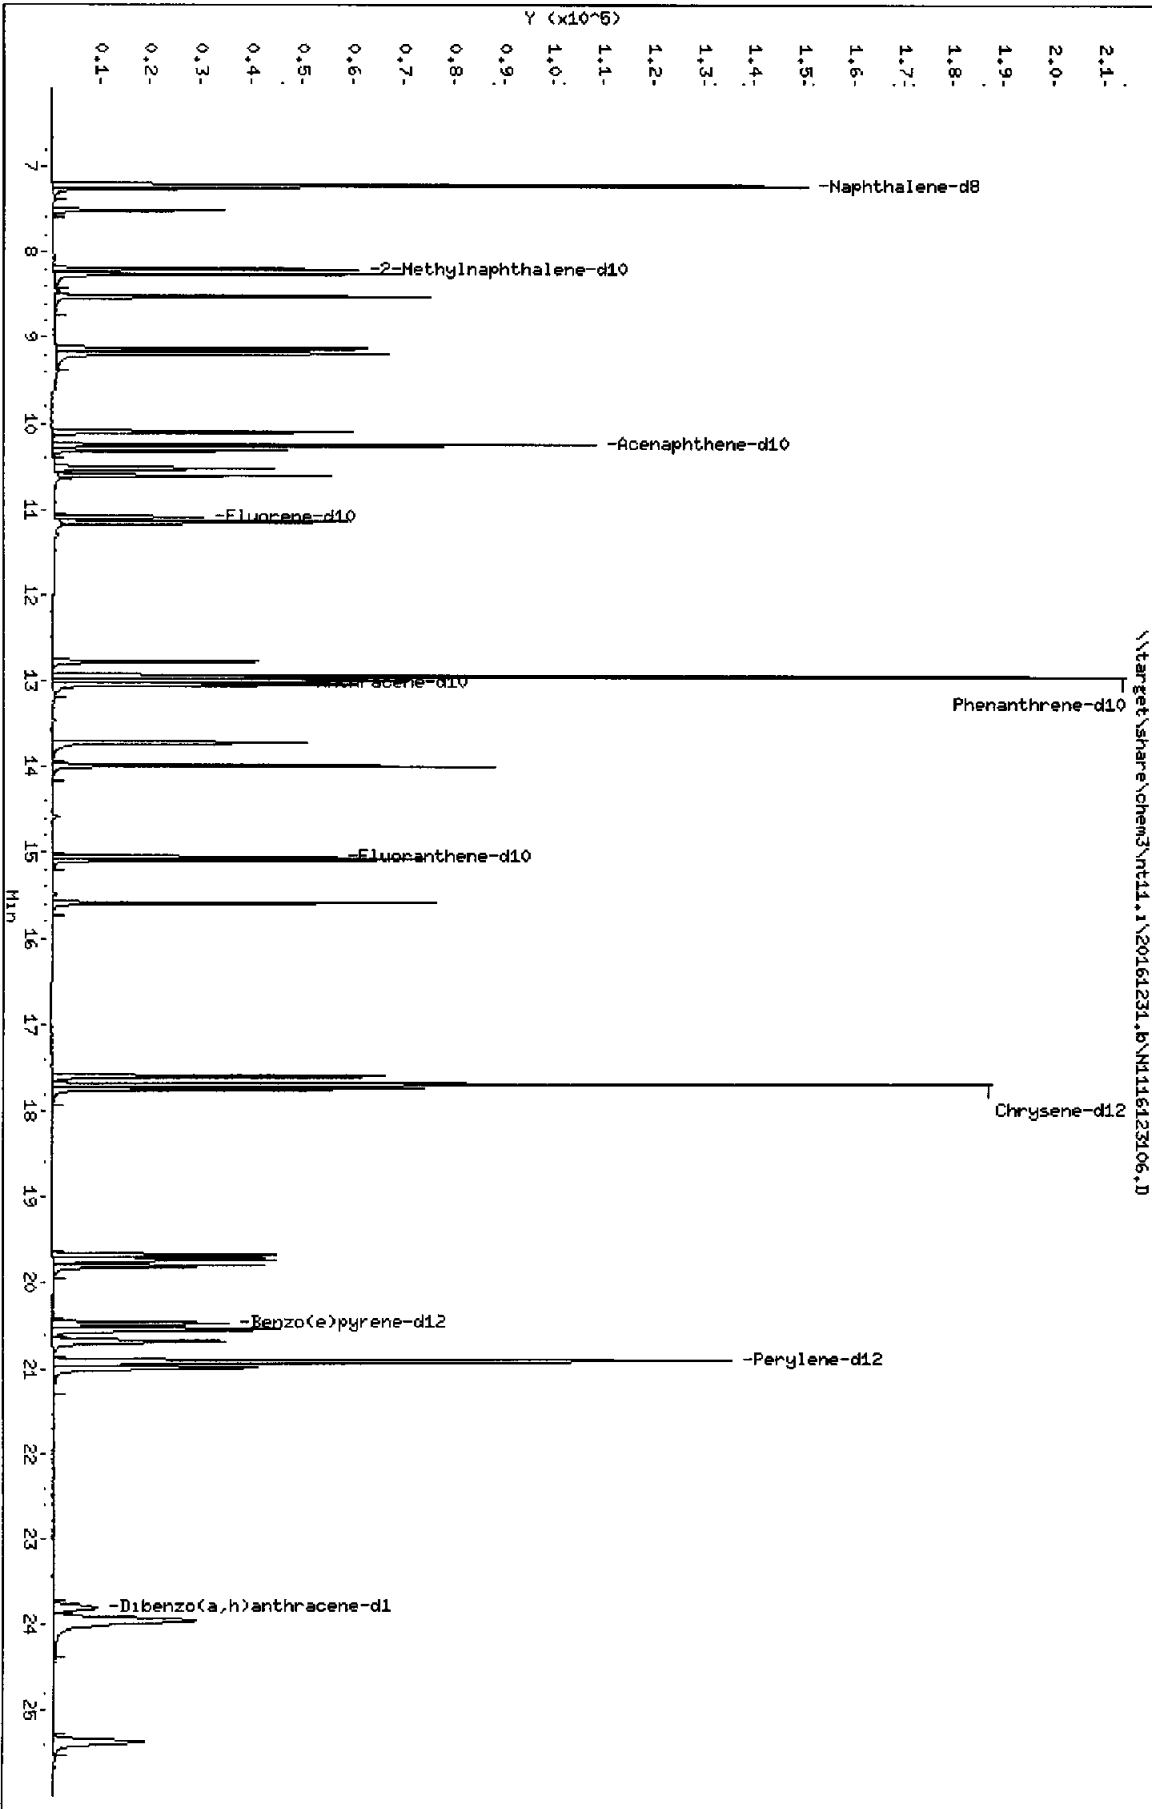 Y (x10^5)
0.1-
0.2-
0.3-
0.4-
0.5-
0.6-
0.7-
0.8-
0.9-
1.0-
1.1-
1.2-
1.3-
1.4-
1.5-
1.6-
1.7-
1.8-
1.9-
2.0-
2.1-
\\target\share\chem3\nt11.i\20161231.b\N1116123106.D
-Naphthalene-d8
-2-Methylnaphthalene-d10
-Acenaphthene-d10
-Fluorene-d10
-Anthracene-d10
Phenanthrene-d10
-Fluoranthene-d10
Chrysene-d12
-Benzo(e)pyrene-d12
-Perylene-d12
-Dibenzo(a,h)anthracene-d1
7
8
9
10
11
12
13
14
15
16
17
18
19
20
21
22
23
24
25
Min